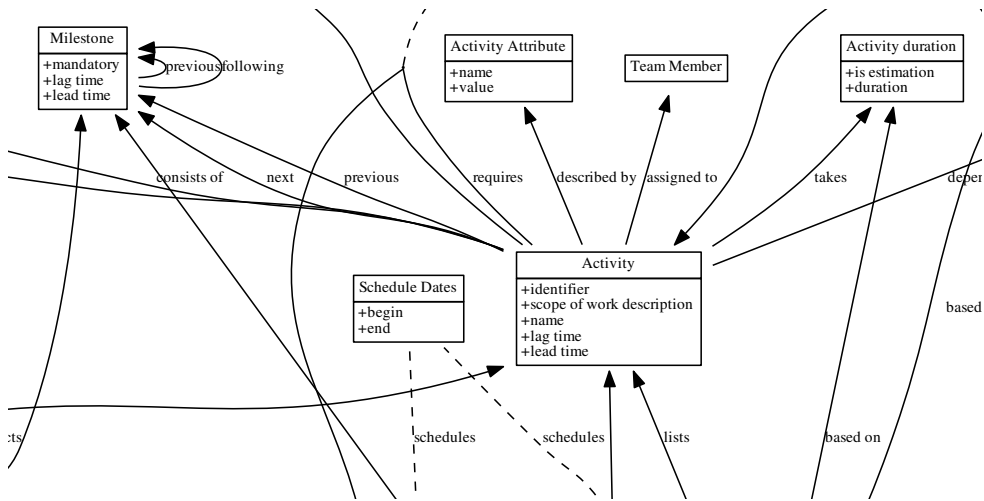 Milestone
+mandatory
+lag time
+lead time
previous
following
Activity Attribute
+name
+value
Team Member
Activity duration
+is estimation
+duration
consists of
next
previous
requires
described by
assigned to
takes
deper
Activity
+identifier
+scope of work description
+name
+lag time
+lead time
Schedule Dates
+begin
+end
based
cts
schedules
schedules
lists
based on